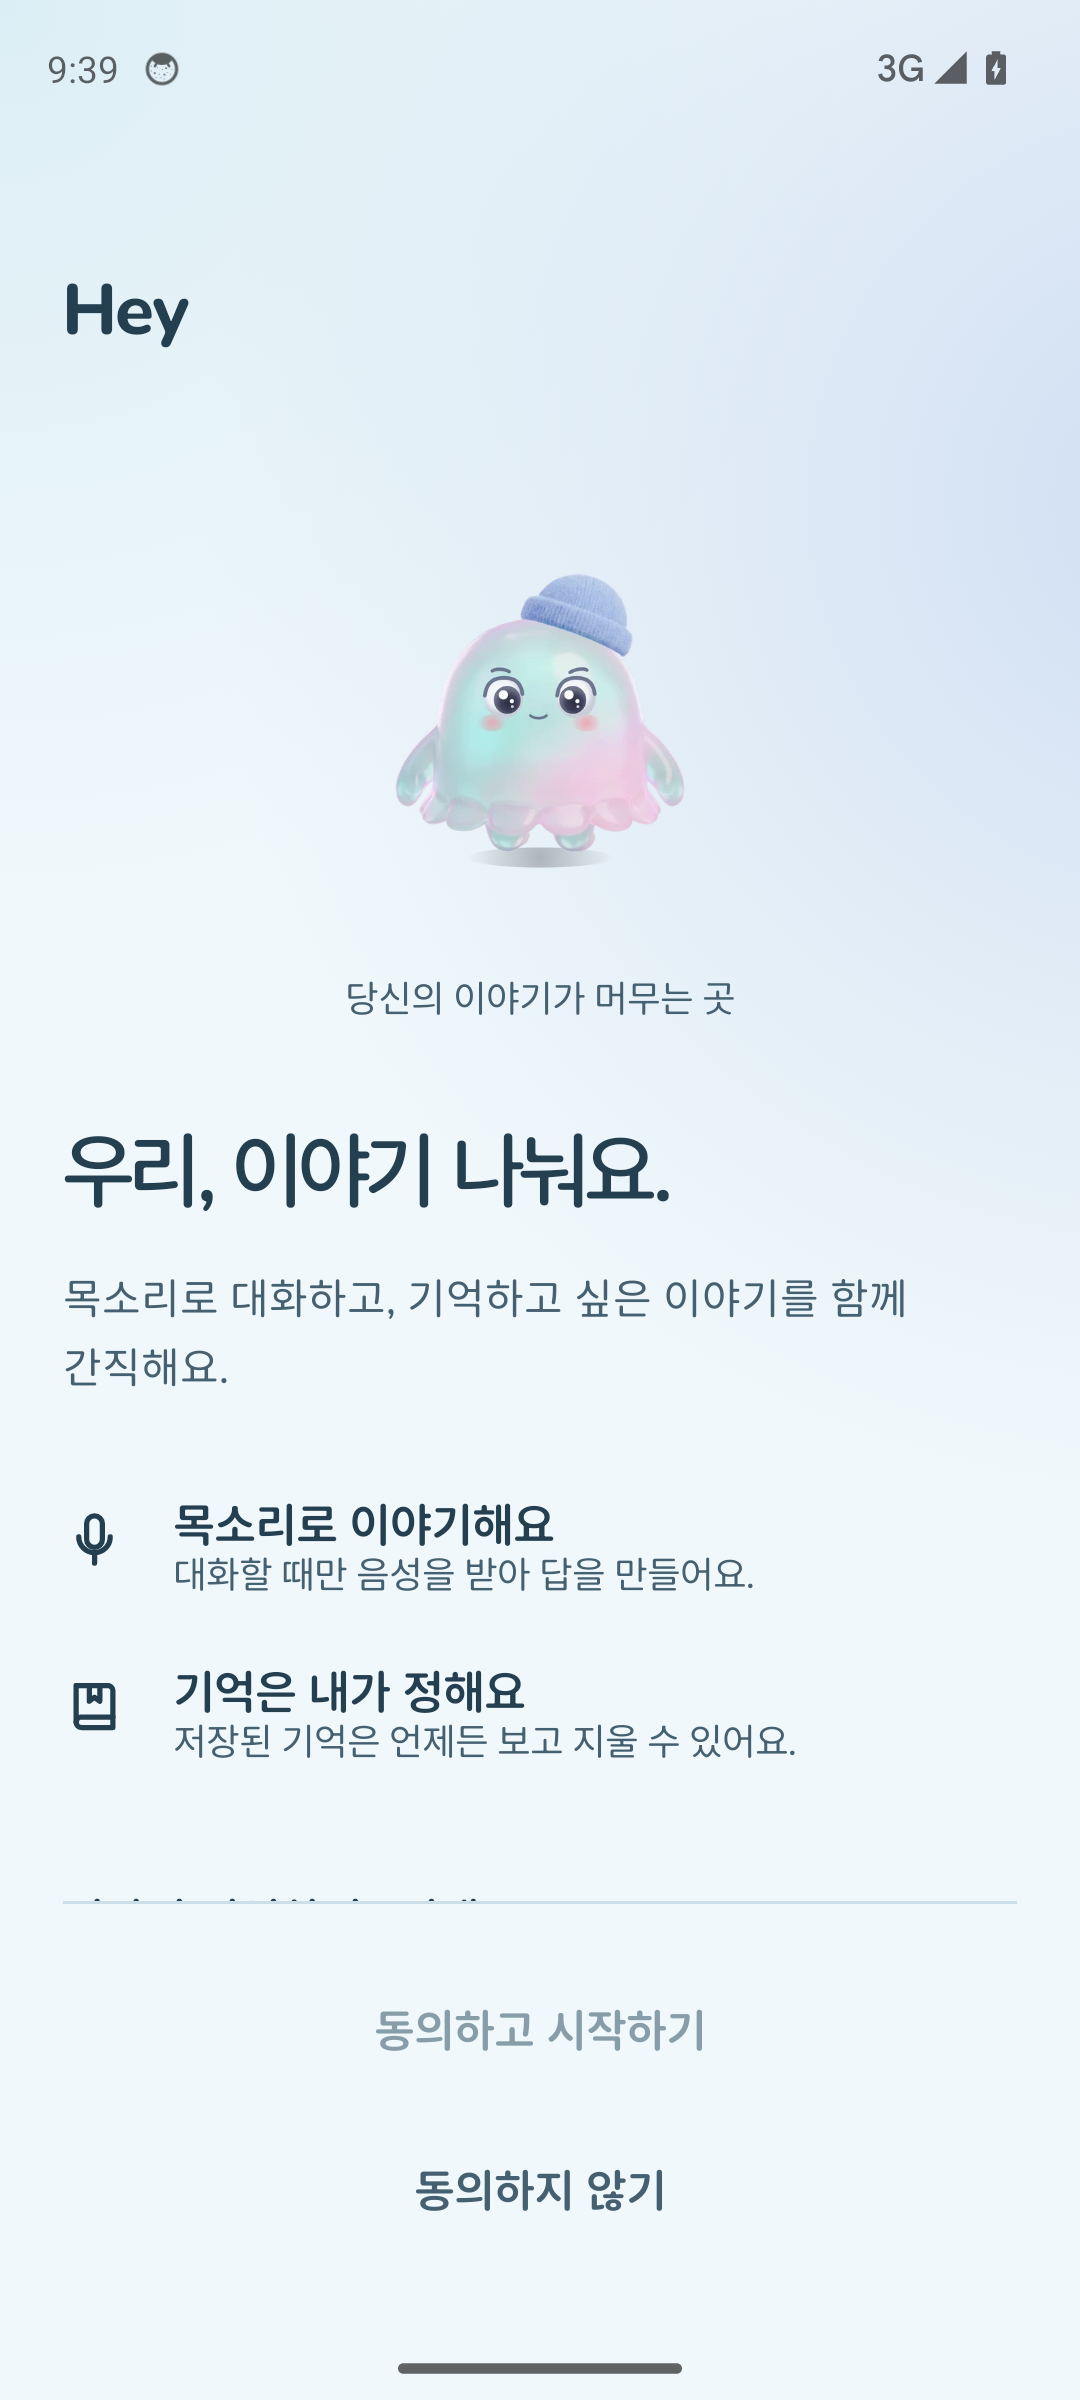 9:39
3G
Hey
당신의 이야기가 머무는 곳
우리, 이야기 나눠요.
목소리로 대화하고, 기억하고 싶은 이야기를 함께
간직해요.
목소리로 이야기해요
대화할 때만 음성을 받아 답을 만들어요.
기억은 내가 정해요
저장된 기억은 언제든 보고 지울 수 있어요.
동의하고 시작하기
동의하지 않기